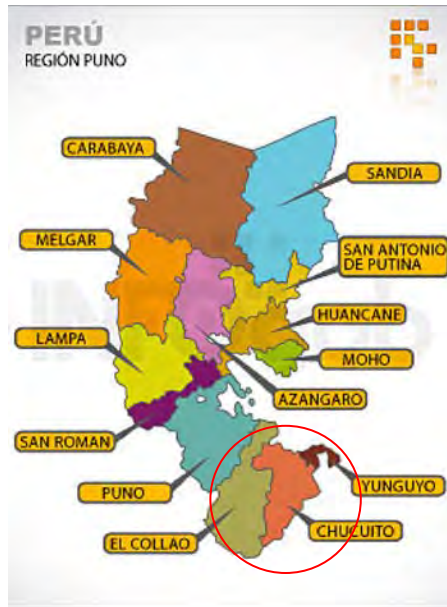 PERÚ
REGIÓN PUNO
CARABAYA
SANDIA
MELGAR
SAN ANTONIO
DE PUTINA
HUANCANE
LAMPA
MOHO
AZANGARO
SAN ROMAN
PUNO
YUNGUYO
EL COLLAO
CHUCUITO